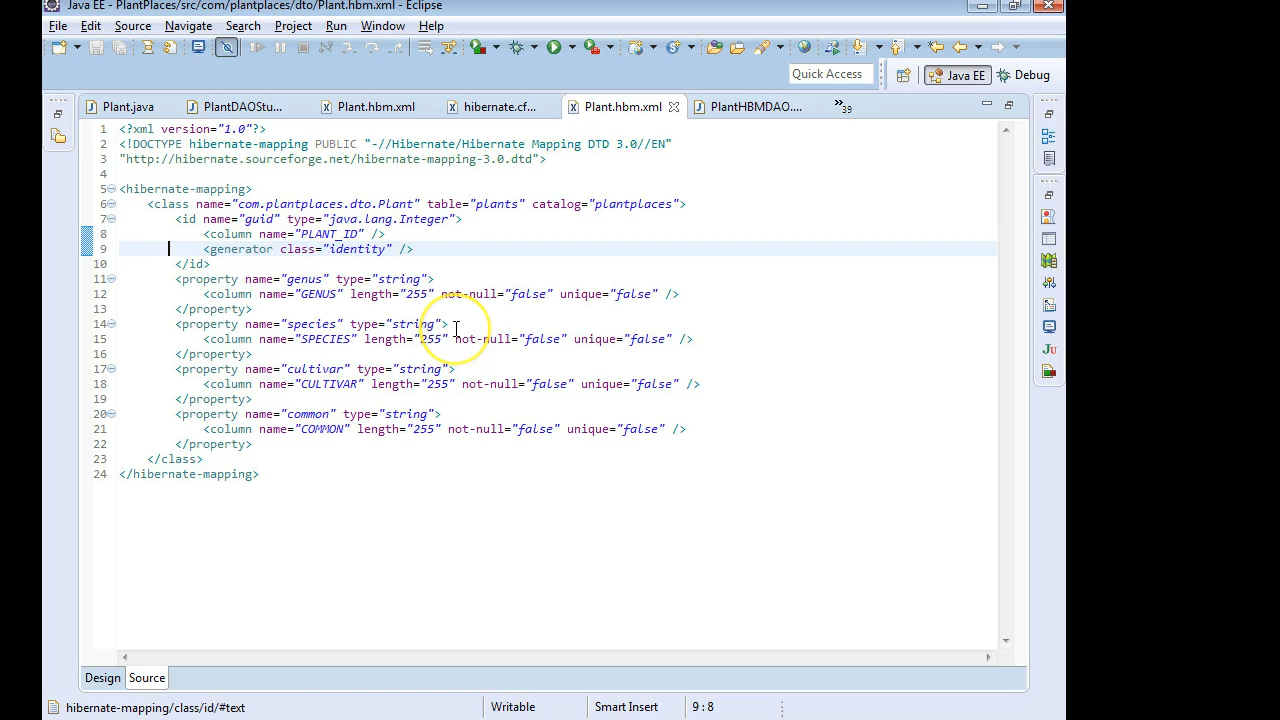 Java EE - PlantPlaces/src/com/plantplaces/dto/Plant.hbm.xml - Eclipse
File Edit Source Navigate Search Project Run Window Help
Quick Access Java EE Debug
Plant.java PlantDAOStu... Plant.hbm.xml hibernate.cf... Plant.hbm.xml PlantHBMDAO.... »39
1 <?xml version="1.0"?>
2 <!DOCTYPE hibernate-mapping PUBLIC "-//Hibernate/Hibernate Mapping DTD 3.0//EN"
3 "http://hibernate.sourceforge.net/hibernate-mapping-3.0.dtd">
4
5 <hibernate-mapping>
6 <class name="com.plantplaces.dto.Plant" table="plants" catalog="plantplaces">
7 <id name="guid" type="java.lang.Integer">
8 <column name="PLANT_ID" />
9 <generator class="identity" />
10 </id>
11 <property name="genus" type="string">
12 <column name="GENUS" length="255" not-null="false" unique="false" />
13 </property>
14 <property name="species" type="string">
15 <column name="SPECIES" length="255" not-null="false" unique="false" />
16 </property>
17 <property name="cultivar" type="string">
18 <column name="CULTIVAR" length="255" not-null="false" unique="false" />
19 </property>
20 <property name="common" type="string">
21 <column name="COMMON" length="255" not-null="false" unique="false" />
22 </property>
23 </class>
24 </hibernate-mapping>
Design Source
hibernate-mapping/class/id/#text Writable Smart Insert 9 : 8